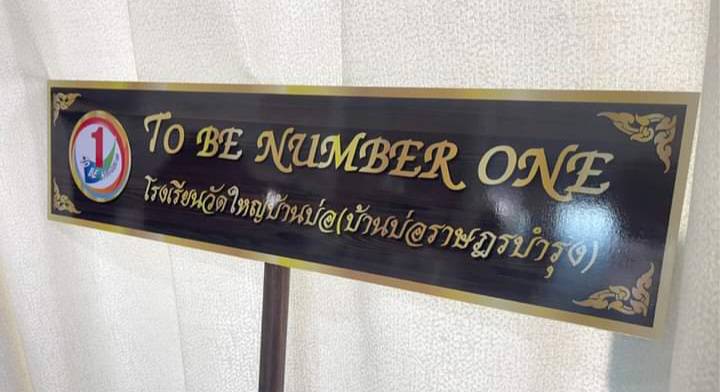 TO BE NUMBER ONE
โรงเรียนวัดใหญ่บ้านบ่อ(บ้านบ่อราษฎรบำรุง)
1